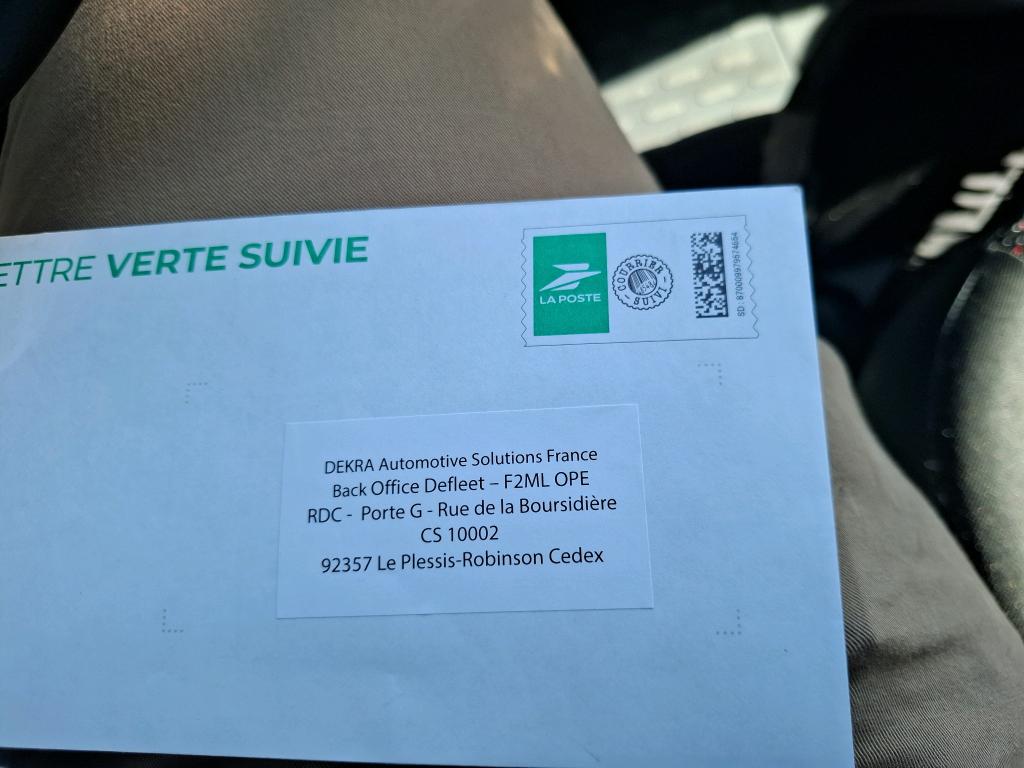 ETTRE VERTE SUIVIE
LA POSTE
COURRIER
SUIVI
DEKRA Automotive Solutions France
Back Office Defleet – F2ML OPE
RDC - Porte G - Rue de la Boursidière
CS 10002
92357 Le Plessis-Robinson Cedex